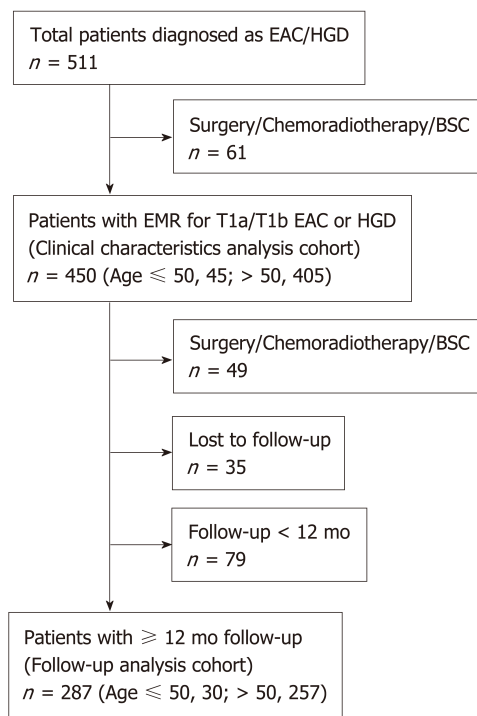 Total patients diagnosed as EAC/HGD
n = 511
Surgery/Chemoradiotherapy/BSC
n = 61
Patients with EMR for T1a/T1b EAC or HGD
(Clinical characteristics analysis cohort)
n = 450 (Age ⩽ 50, 45; > 50, 405)
Surgery/Chemoradiotherapy/BSC
n = 49
Lost to follow-up
n = 35
Follow-up < 12 mo
n = 79
Patients with ⩾ 12 mo follow-up
(Follow-up analysis cohort)
n = 287 (Age ⩽ 50, 30; > 50, 257)